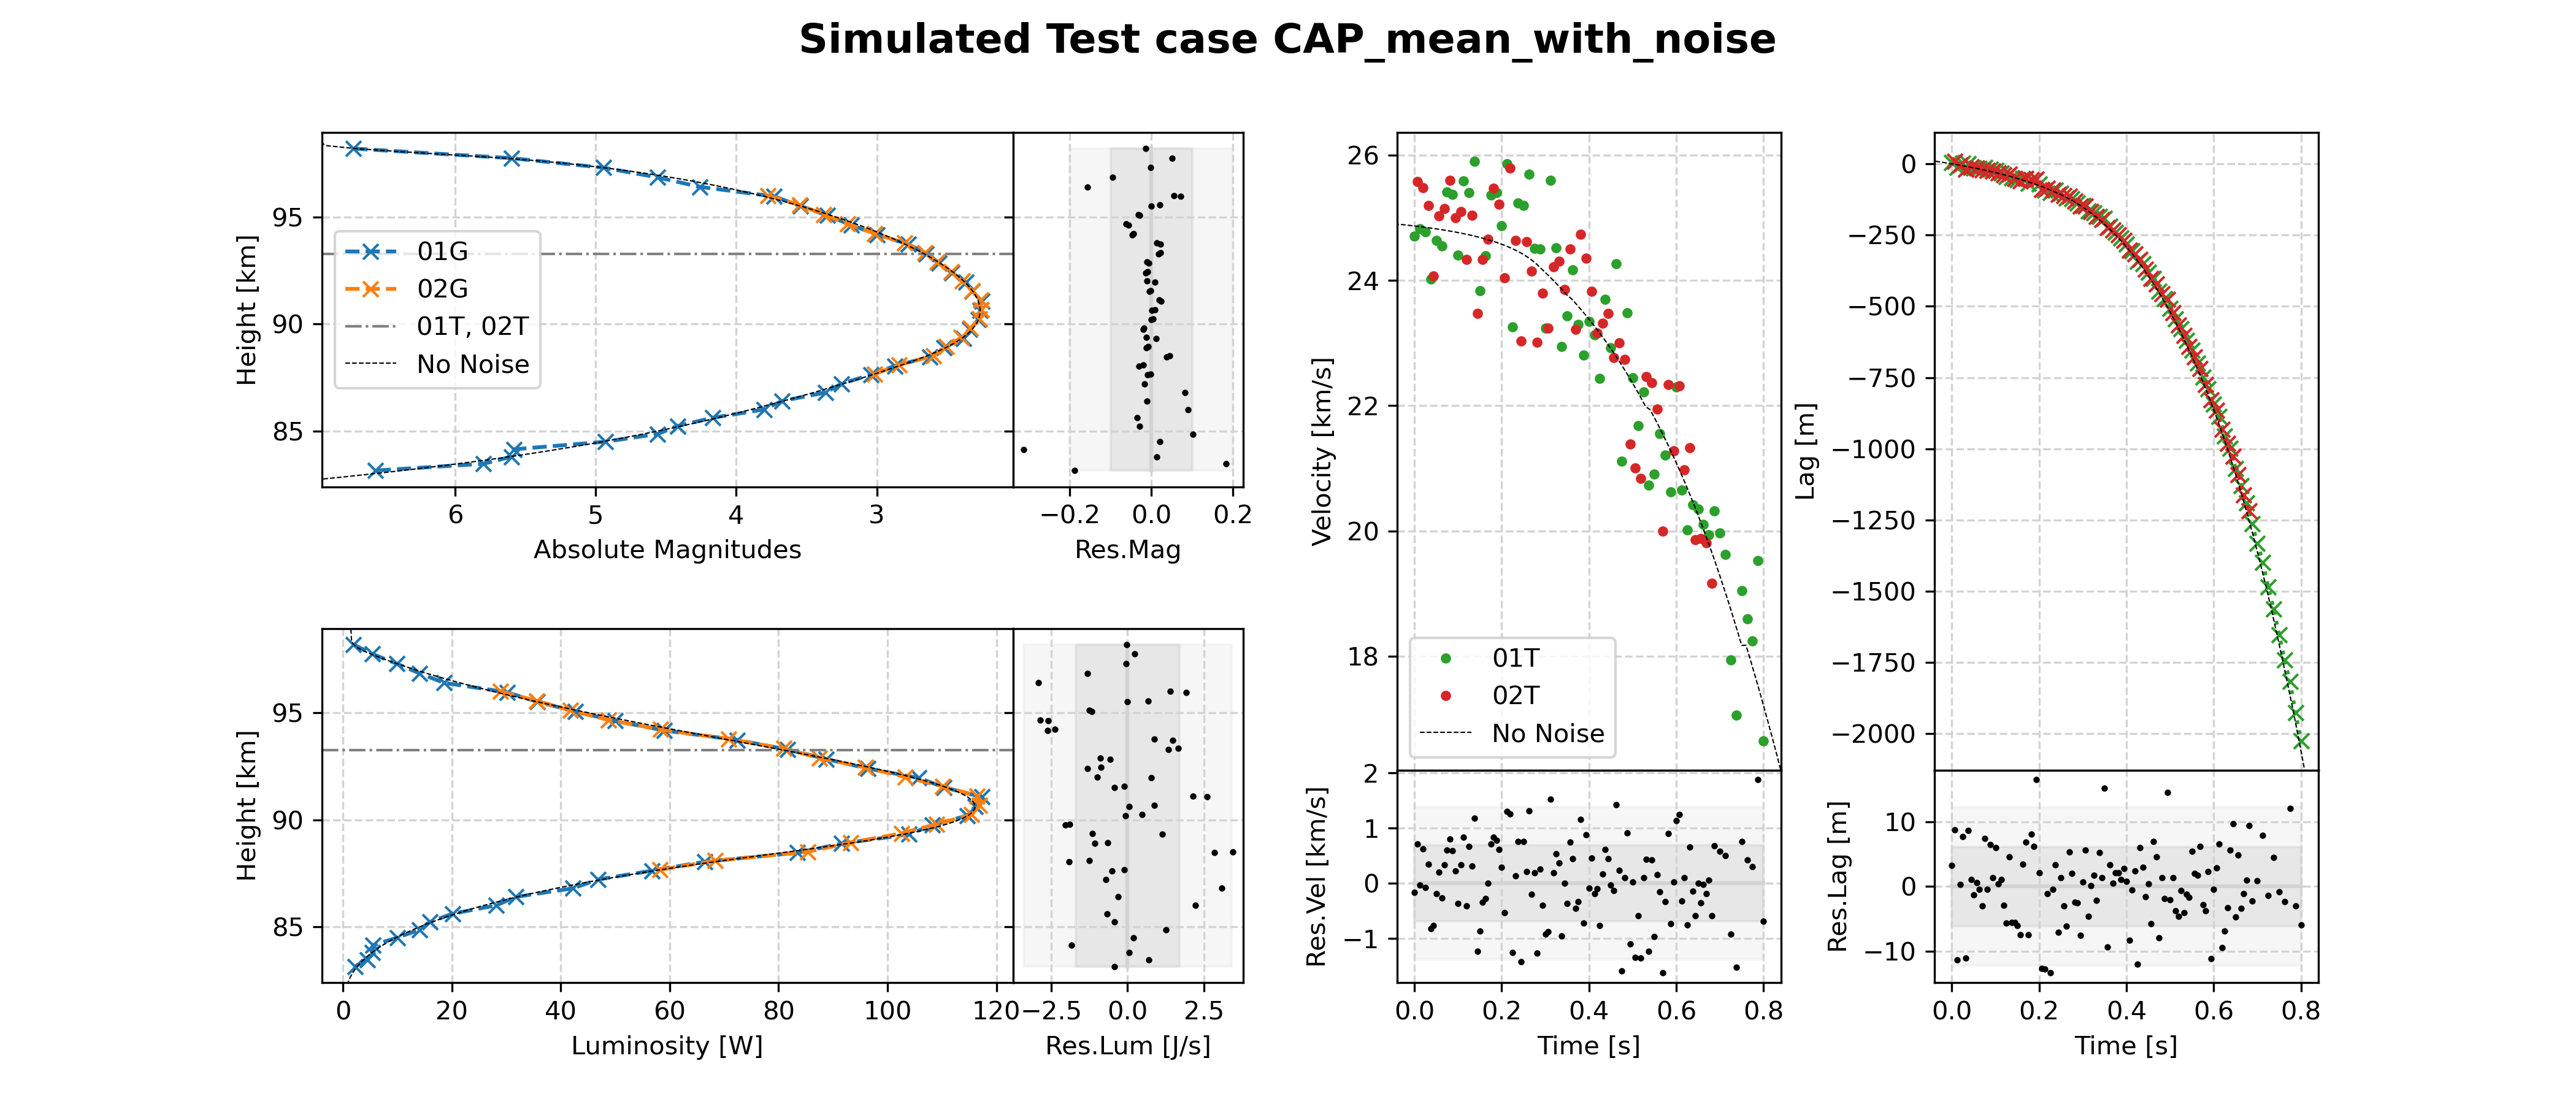 Simulated Test case CAP_mean_with_noise
95
90
85
Height [km]
01G
02G
01T, 02T
No Noise
6
5
4
3
Absolute Magnitudes
−0.2
0.0
0.2
Res.Mag
95
90
85
Height [km]
0
20
40
60
80
100
120
Luminosity [W]
−2.5
0.0
2.5
Res.Lum [J/s]
26
24
22
20
18
Velocity [km/s]
01T
02T
No Noise
2
1
0
−1
Res.Vel [km/s]
0.0
0.2
0.4
0.6
0.8
Time [s]
0
−250
−500
−750
−1000
−1250
−1500
−1750
−2000
Lag [m]
10
0
−10
Res.Lag [m]
0.0
0.2
0.4
0.6
0.8
Time [s]